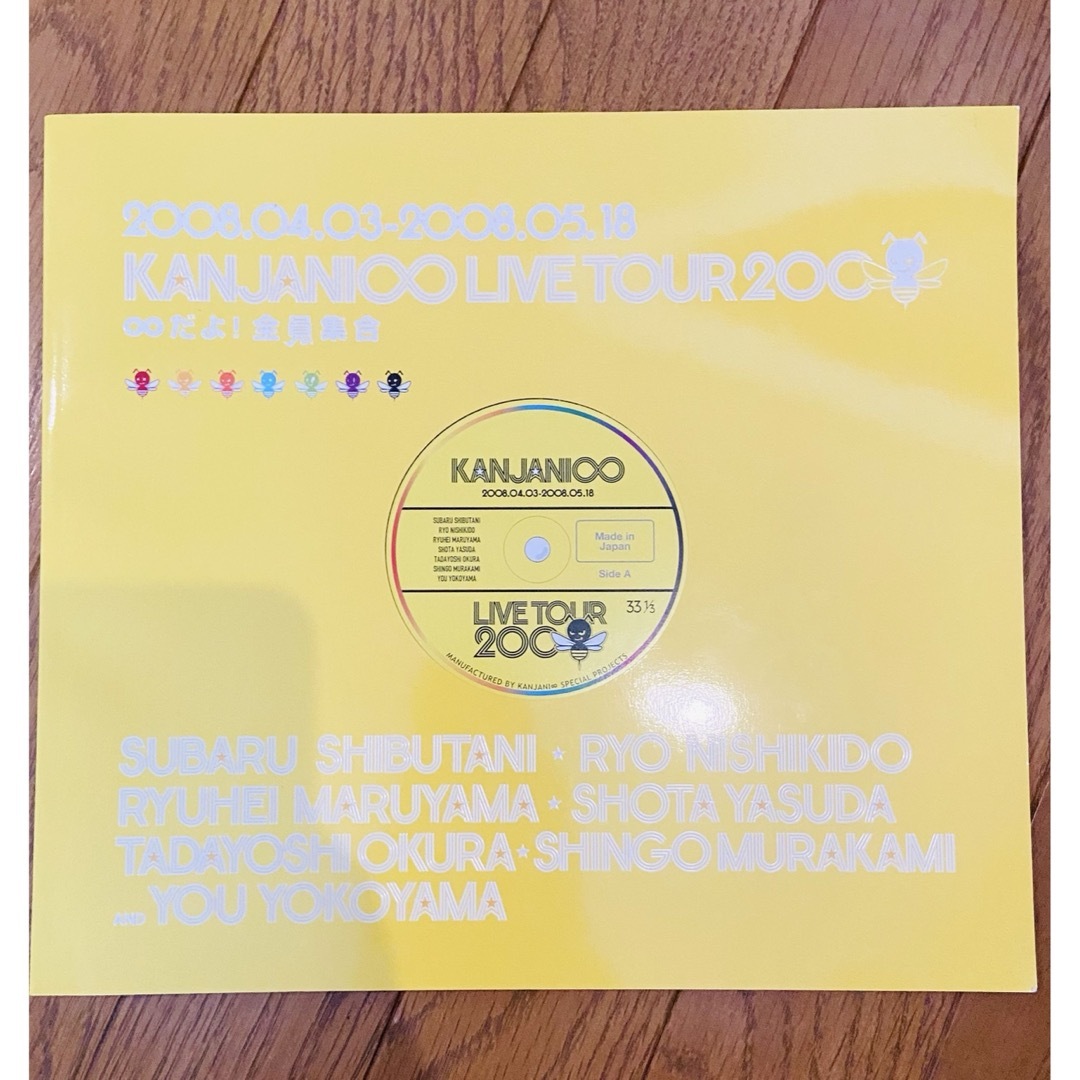 2008.04.03-2008.05.18
KANJANI∞ LIVE TOUR 200
∞だよ!全員集合
KANJANI∞
2008.04.03-2008.05.18
SUBARU SHIBUTANI
RYO NISHIKIDO
RYUHEI MARUYAMA
SHOTA YASUDA
TADAYOSHI OKURA
SHINGO MURAKAMI
YOU YOKOYAMA
Made in
Japan
Side A
LIVE TOUR
200
33 1/3
MANUFACTURED BY KANJANI∞ SPECIAL PROJECTS
SUBARU SHIBUTANI ★ RYO NISHIKIDO
RYUHEI MARUYAMA ★ SHOTA YASUDA
TADAYOSHI OKURA ★ SHINGO MURAKAMI
AND YOU YOKOYAMA